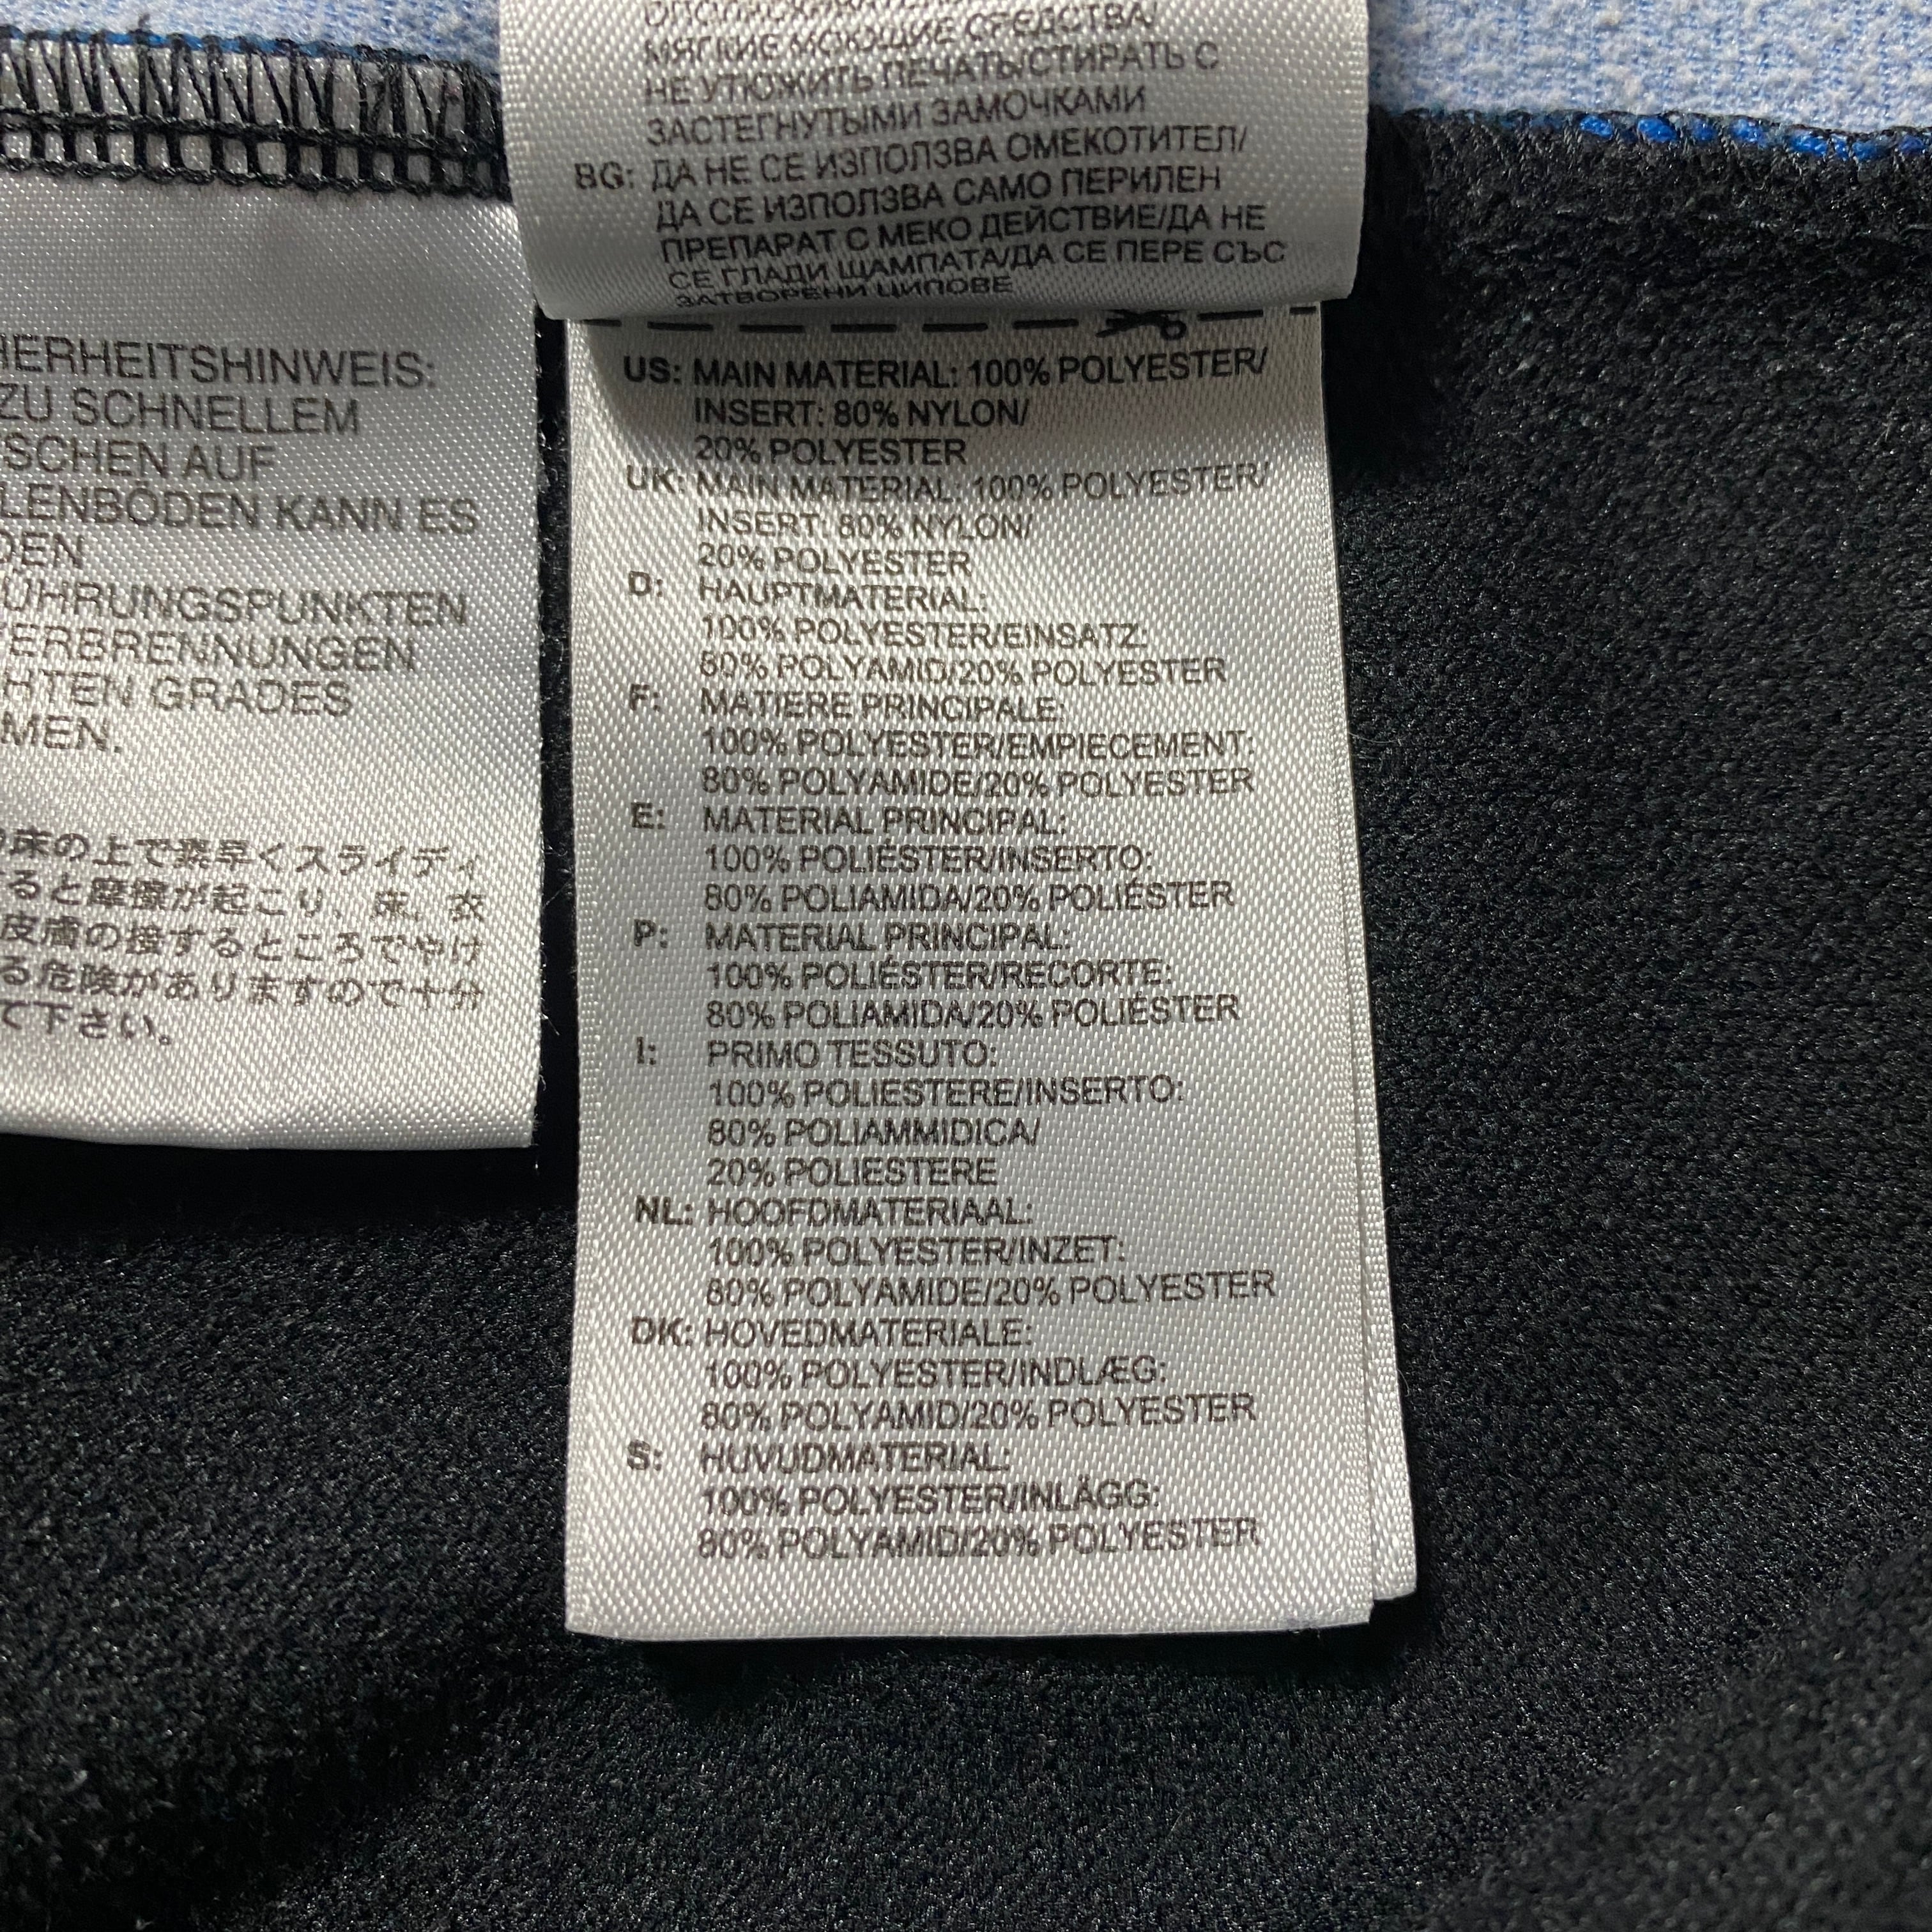 МЯГКИЕ МОЮЩИЕ СРЕДСТВА/
НЕ УТЮЖИТЬ ПЕЧАТЬ/СТИРАТЬ С
ЗАСТЕГНУТЫМИ ЗАМОЧКАМИ
BG: ДА НЕ СЕ ИЗПОЛЗВА ОМЕКОТИТЕЛ/
ДА СЕ ИЗПОЛЗВА САМО ПЕРИЛЕН
ПРЕПАРАТ С МЕКО ДЕЙСТВИЕ/ДА НЕ
СЕ ГЛАДИ ЩАМПАТА/ДА СЕ ПЕРЕ СЪС
ЗАТВОРЕНИ ЦИПОВЕ
HERHEITSHINWEIS:
ZU SCHNELLEM
TSCHEN AUF
LENBÖDEN KANN ES
DEN
ÜHRUNGSPUNKTEN
ERBRENNUNGEN
HTEN GRADES
MEN.
床の上で素早くスライディ
ると摩擦が起こり、床、衣
皮膚の接するところでやけ
る危険がありますので十分
て下さい。
US: MAIN MATERIAL: 100% POLYESTER/
INSERT: 80% NYLON/
20% POLYESTER
UK: MAIN MATERIAL: 100% POLYESTER/
INSERT: 80% NYLON/
20% POLYESTER
D: HAUPTMATERIAL:
100% POLYESTER/EINSATZ:
80% POLYAMID/20% POLYESTER
F: MATIERE PRINCIPALE:
100% POLYESTER/EMPIECEMENT:
80% POLYAMIDE/20% POLYESTER
E: MATERIAL PRINCIPAL:
100% POLIÉSTER/INSERTO:
80% POLIAMIDA/20% POLIÉSTER
P: MATERIAL PRINCIPAL:
100% POLIÉSTER/RECORTE:
80% POLIAMIDA/20% POLIÉSTER
I: PRIMO TESSUTO:
100% POLIESTERE/INSERTO:
80% POLIAMMIDICA/
20% POLIESTERE
NL: HOOFDMATERIAAL:
100% POLYESTER/INZET:
80% POLYAMIDE/20% POLYESTER
DK: HOVEDMATERIALE:
100% POLYESTER/INDLÆG:
80% POLYAMID/20% POLYESTER
S: HUVUDMATERIAL:
100% POLYESTER/INLÄGG:
80% POLYAMID/20% POLYESTER